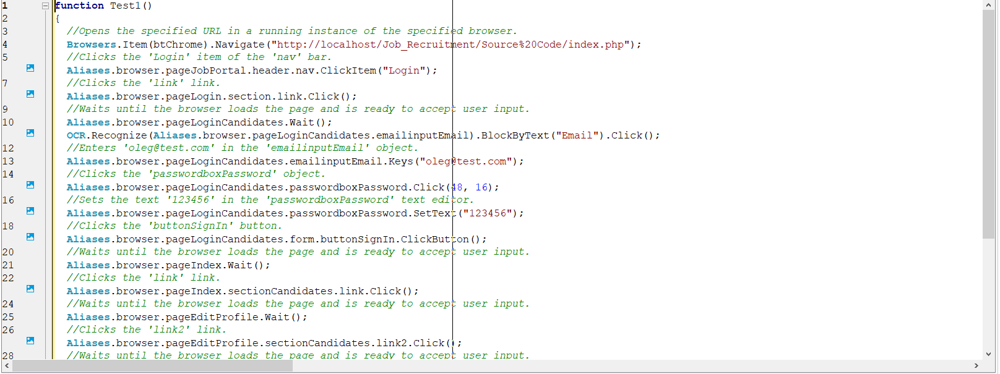 1 function Test1()
2 {
3 //Opens the specified URL in a running instance of the specified browser.
4 Browsers.Item(btChrome).Navigate("http://localhost/Job_Recruitment/Source%20Code/index.php");
5 //Clicks the 'Login' item of the 'nav' bar.
Aliases.browser.pageJobPortal.header.nav.ClickItem("Login");
7 //Clicks the 'link' link.
Aliases.browser.pageLogin.section.link.Click();
9 //Waits until the browser loads the page and is ready to accept user input.
10 Aliases.browser.pageLoginCandidates.Wait();
OCR.Recognize(Aliases.browser.pageLoginCandidates.emailinputEmail).BlockByText("Email").Click();
12 //Enters 'oleg@test.com' in the 'emailinputEmail' object.
13 Aliases.browser.pageLoginCandidates.emailinputEmail.Keys("oleg@test.com");
14 //Clicks the 'passwordboxPassword' object.
Aliases.browser.pageLoginCandidates.passwordboxPassword.Click(48, 16);
16 //Sets the text '123456' in the 'passwordboxPassword' text editor.
Aliases.browser.pageLoginCandidates.passwordboxPassword.SetText("123456");
18 //Clicks the 'buttonSignIn' button.
Aliases.browser.pageLoginCandidates.form.buttonSignIn.ClickButton();
20 //Waits until the browser loads the page and is ready to accept user input.
21 Aliases.browser.pageIndex.Wait();
22 //Clicks the 'link' link.
Aliases.browser.pageIndex.sectionCandidates.link.Click();
24 //Waits until the browser loads the page and is ready to accept user input.
25 Aliases.browser.pageEditProfile.Wait();
26 //Clicks the 'link2' link.
Aliases.browser.pageEditProfile.sectionCandidates.link2.Click();
28 //Waits until the browser loads the page and is ready to accept user input.